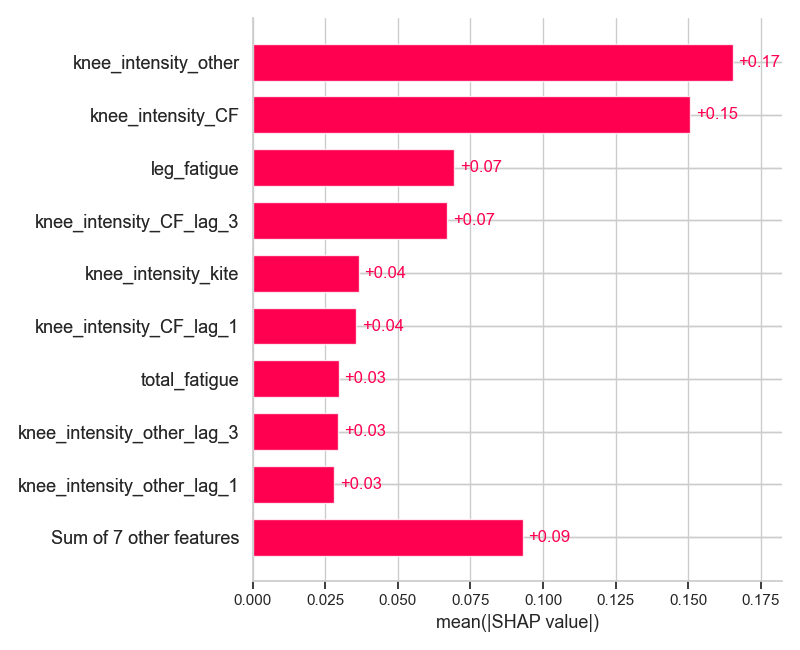 knee_intensity_other +0.17
knee_intensity_CF +0.15
leg_fatigue +0.07
knee_intensity_CF_lag_3 +0.07
knee_intensity_kite +0.04
knee_intensity_CF_lag_1 +0.04
total_fatigue +0.03
knee_intensity_other_lag_3 +0.03
knee_intensity_other_lag_1 +0.03
Sum of 7 other features +0.09
0.000 0.025 0.050 0.075 0.100 0.125 0.150 0.175
mean(|SHAP value|)